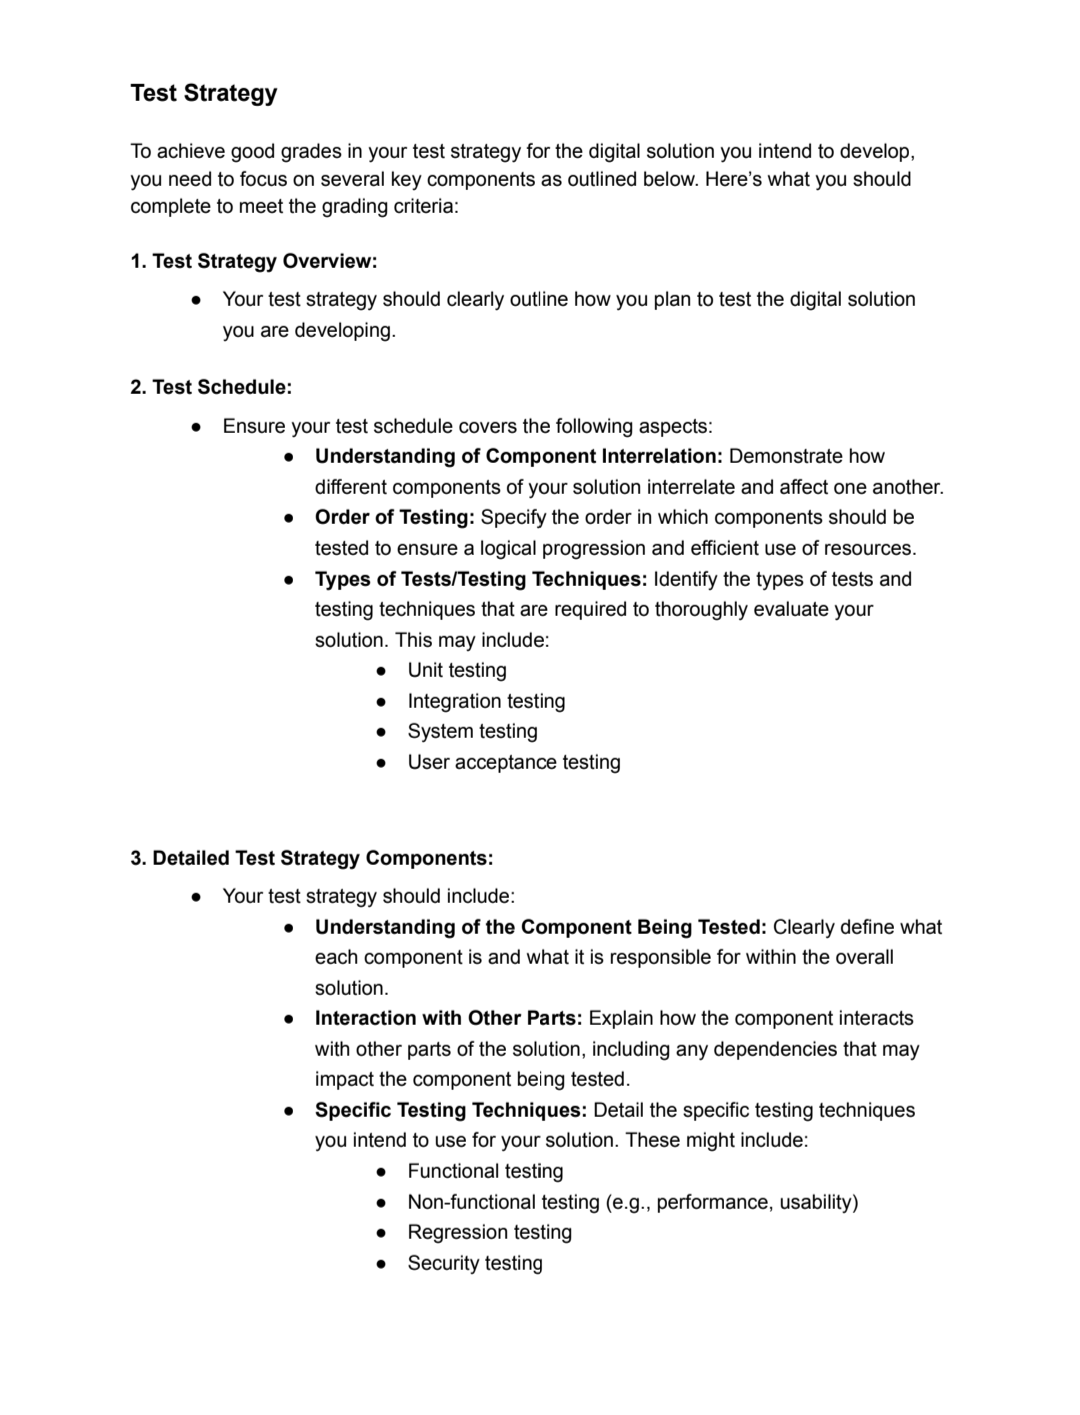 Test Strategy
To achieve good grades in your test strategy for the digital solution you intend to develop,
you need to focus on several key components as outlined below. Here’s what you should
complete to meet the grading criteria:
1. Test Strategy Overview:
● Your test strategy should clearly outline how you plan to test the digital solution
you are developing.
2. Test Schedule:
● Ensure your test schedule covers the following aspects:
● Understanding of Component Interrelation: Demonstrate how
different components of your solution interrelate and affect one another.
● Order of Testing: Specify the order in which components should be
tested to ensure a logical progression and efficient use of resources.
● Types of Tests/Testing Techniques: Identify the types of tests and
testing techniques that are required to thoroughly evaluate your
solution. This may include:
● Unit testing
● Integration testing
● System testing
● User acceptance testing
3. Detailed Test Strategy Components:
● Your test strategy should include:
● Understanding of the Component Being Tested: Clearly define what
each component is and what it is responsible for within the overall
solution.
● Interaction with Other Parts: Explain how the component interacts
with other parts of the solution, including any dependencies that may
impact the component being tested.
● Specific Testing Techniques: Detail the specific testing techniques
you intend to use for your solution. These might include:
● Functional testing
● Non-functional testing (e.g., performance, usability)
● Regression testing
● Security testing